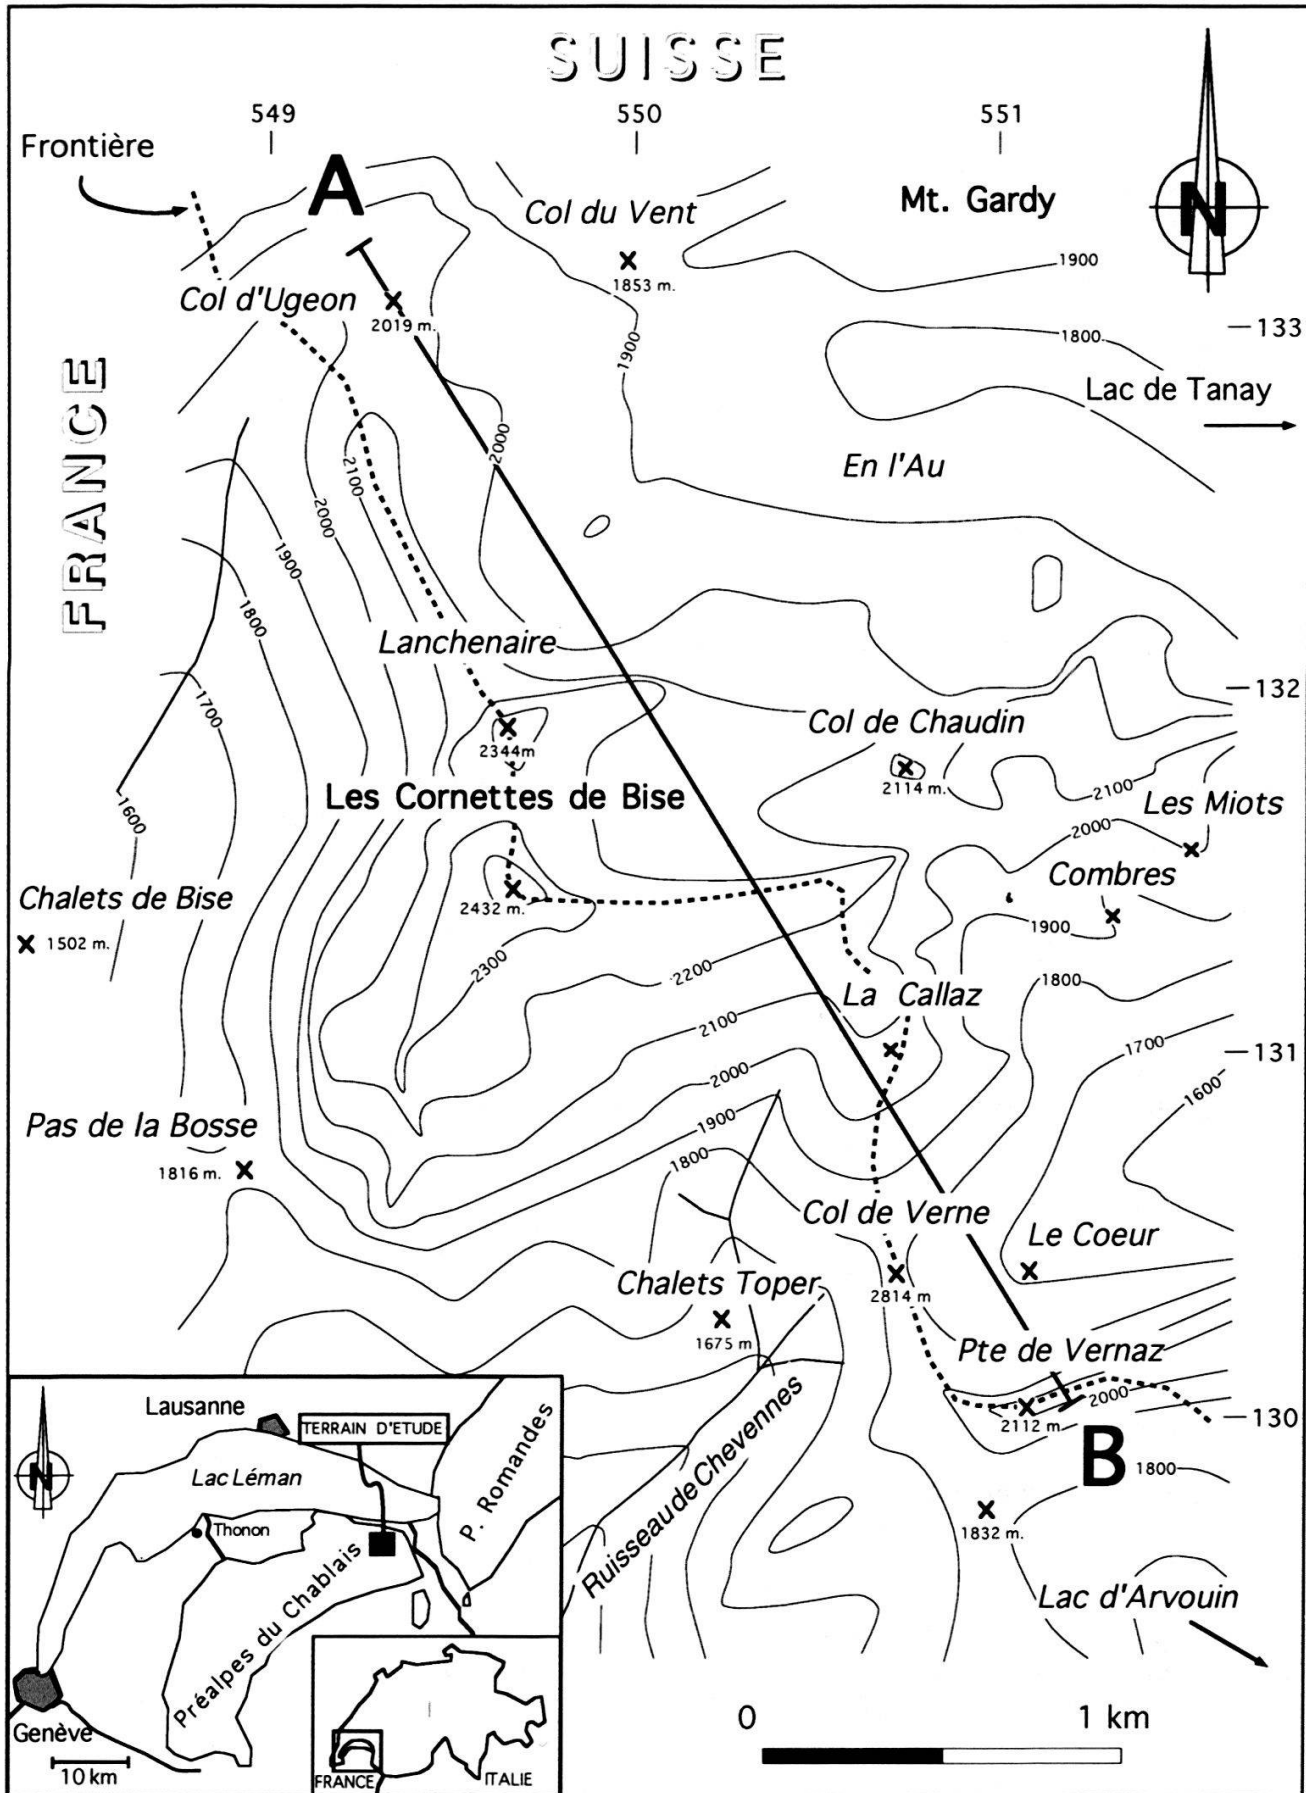 SUISSE
549
550
551
Frontière
A
Col du Vent
Mt. Gardy
N
1853 m.
1900
Col d'Ugeon
2019 m.
133
1800
1900
FRANCE
Lac de Tanay
2000
2100
En l'Au
2000
1900
1800
Lanchenaire
1700
132
2344m
Col de Chaudin
2114 m.
2100
Les Miots
Les Cornettes de Bise
1600
2000
Combres
Chalets de Bise
2432 m.
1502 m.
1900
2300
2200
1800
La Callaz
2100
1700
131
2000
1600
Pas de la Bosse
1900
1816 m.
1800
Col de Verne
Le Coeur
Chalets Toper
2814 m
1675 m
Pte de Vernaz
2000
2112 m.
130
B
1800
Ruisseau de Chevennes
1832 m.
Lac d'Arvouin
0
1 km
Lausanne
TERRAIN D'ETUDE
N
Lac Léman
P. Romandes
Thonon
Préalpes du Chablais
Genève
10 km
FRANCE
ITALIE